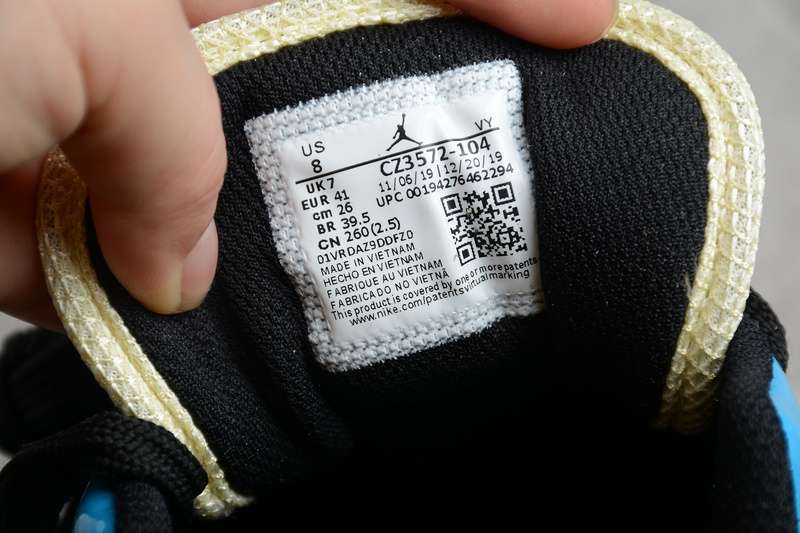 US
8
VY
UK 7
CZ3572-104
EUR 41
11/06/19 | 12/20/19
cm 26
UPC 00194276462294
BR 39.5
CN 260(2.5)
01VRDAZ9DDFZ0
MADE IN VIETNAM
HECHO EN VIETNAM
FABRIQUE AU VIETNAM
FABRICADO NO VIETNÃ
This product is covered by one or more patents
www.nike.com/patentsvirtualmarking